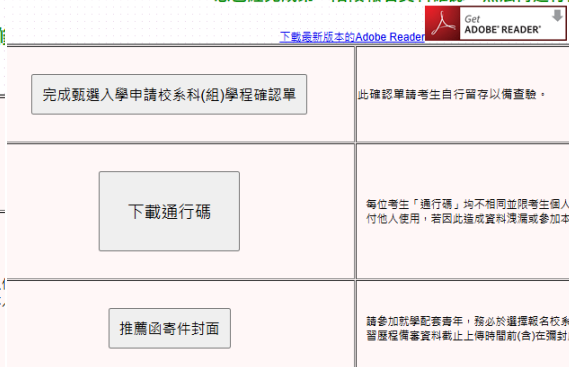 下載最新版本的Adobe Reader
Get
ADOBE® READER®
完成甄選入學申請校系科(組)學程確認單
此確認單請考生自行留存以備查驗。
下載通行碼
每位考生「通行碼」均不相同並限考生個人
付他人使用，若因此造成資料洩漏或參加本
推薦函寄件封面
請參加就學配套青年，務必於選擇報名校系
習歷程備審資料截止上傳時間前(含)在彌封